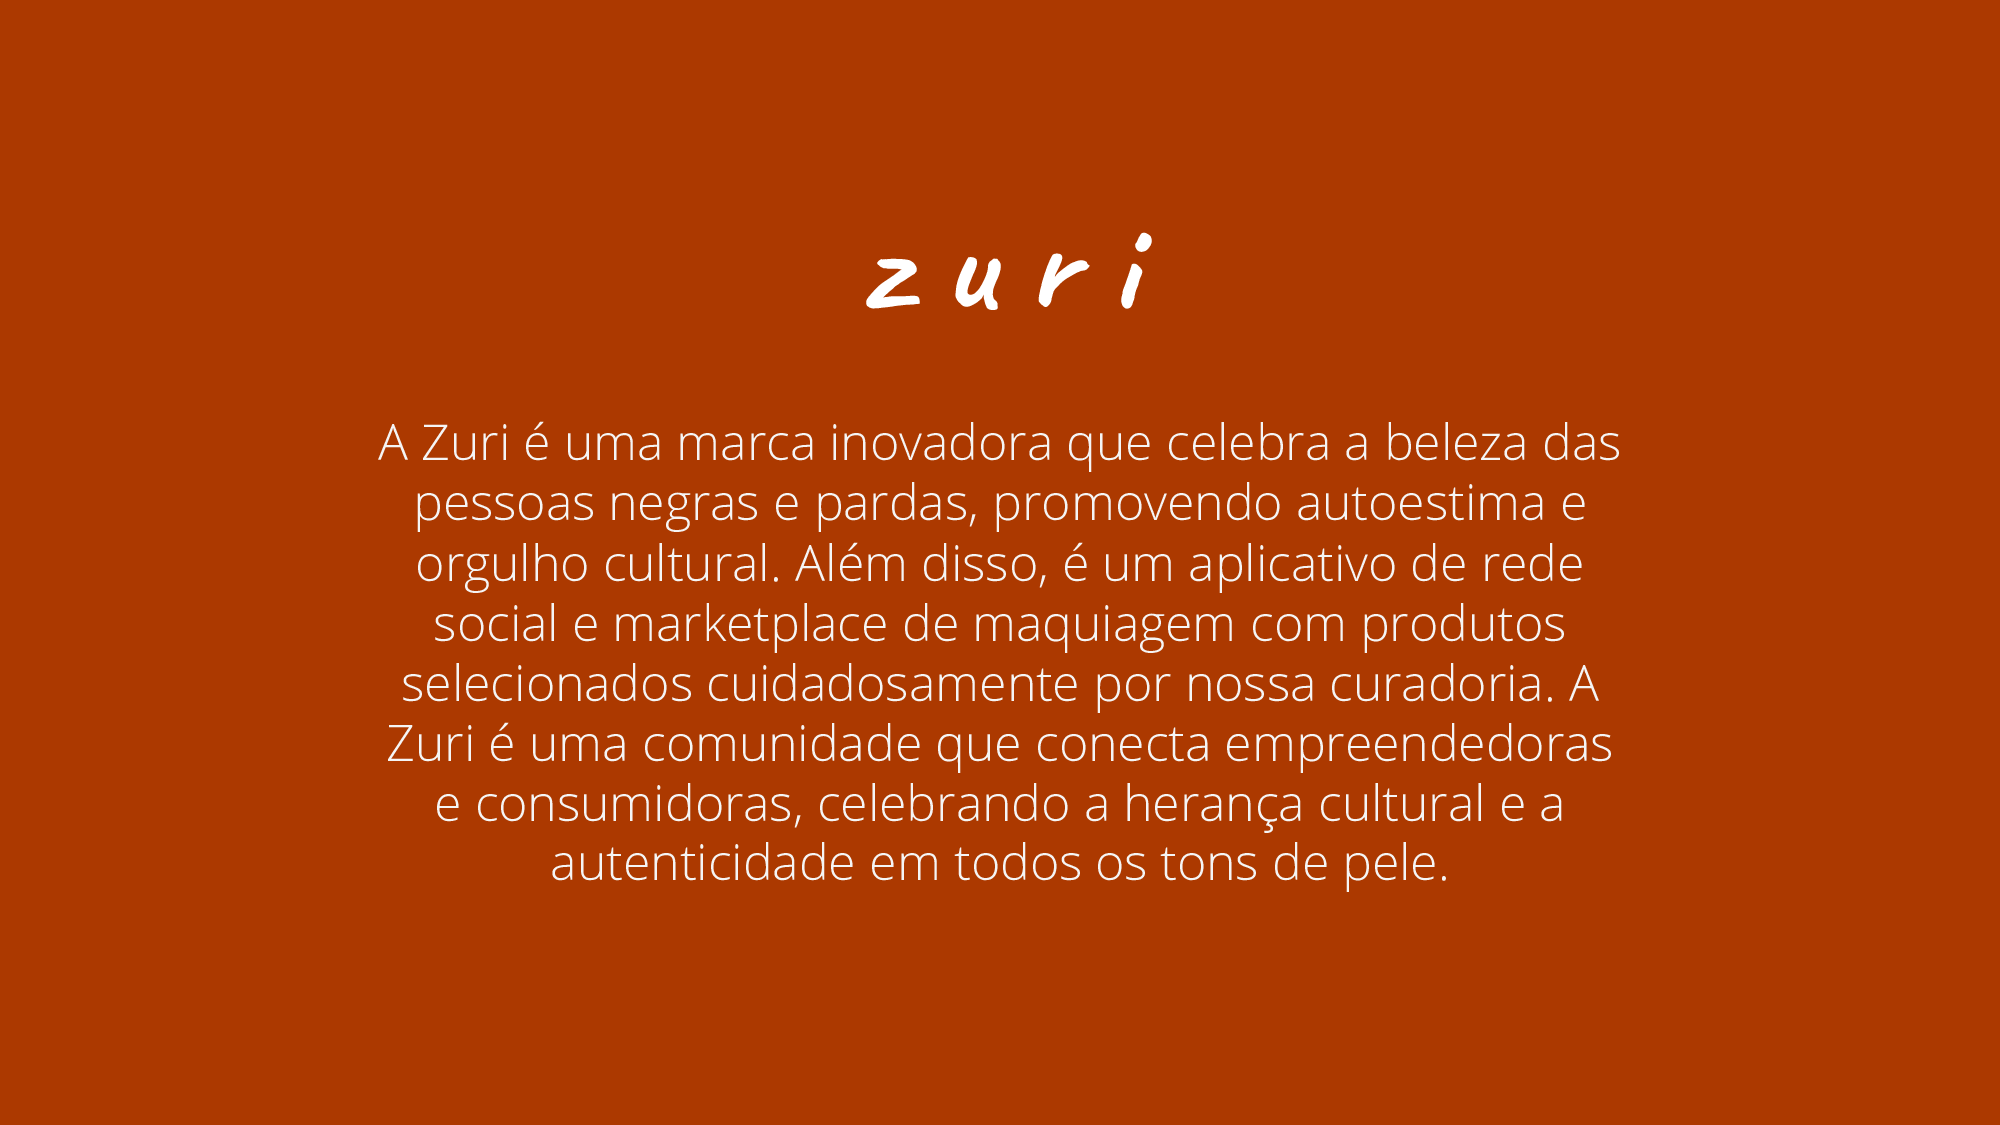 zuri
A Zuri é uma marca inovadora que celebra a beleza das
pessoas negras e pardas, promovendo autoestima e
orgulho cultural. Além disso, é um aplicativo de rede
social e marketplace de maquiagem com produtos
selecionados cuidadosamente por nossa curadoria. A
Zuri é uma comunidade que conecta empreendedoras
e consumidoras, celebrando a herança cultural e a
autenticidade em todos os tons de pele.